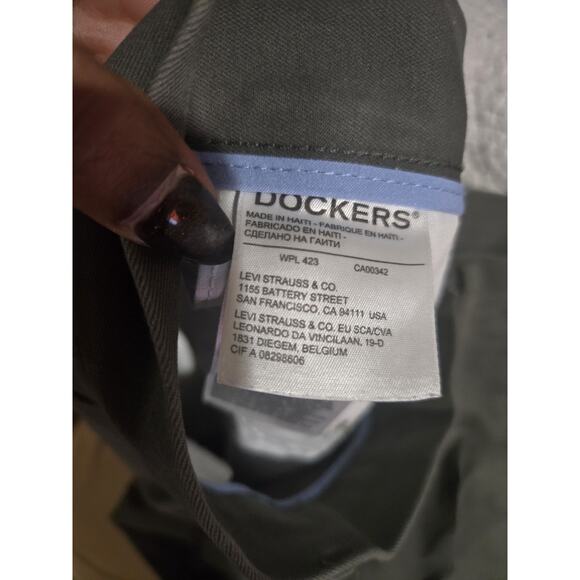 DOCKERS®
MADE IN HAITI - FABRIQUE EN HAITI -
FABRICADO EN HAITI -
СДЕЛАНО НА ГАИТИ
WPL 423 CA00342
LEVI STRAUSS & CO.
1155 BATTERY STREET
SAN FRANCISCO, CA 94111 USA
LEVI STRAUSS & CO. EU SCA/CVA
LEONARDO DA VINCILAAN, 19-D
1831 DIEGEM, BELGIUM
CIF A 08298606